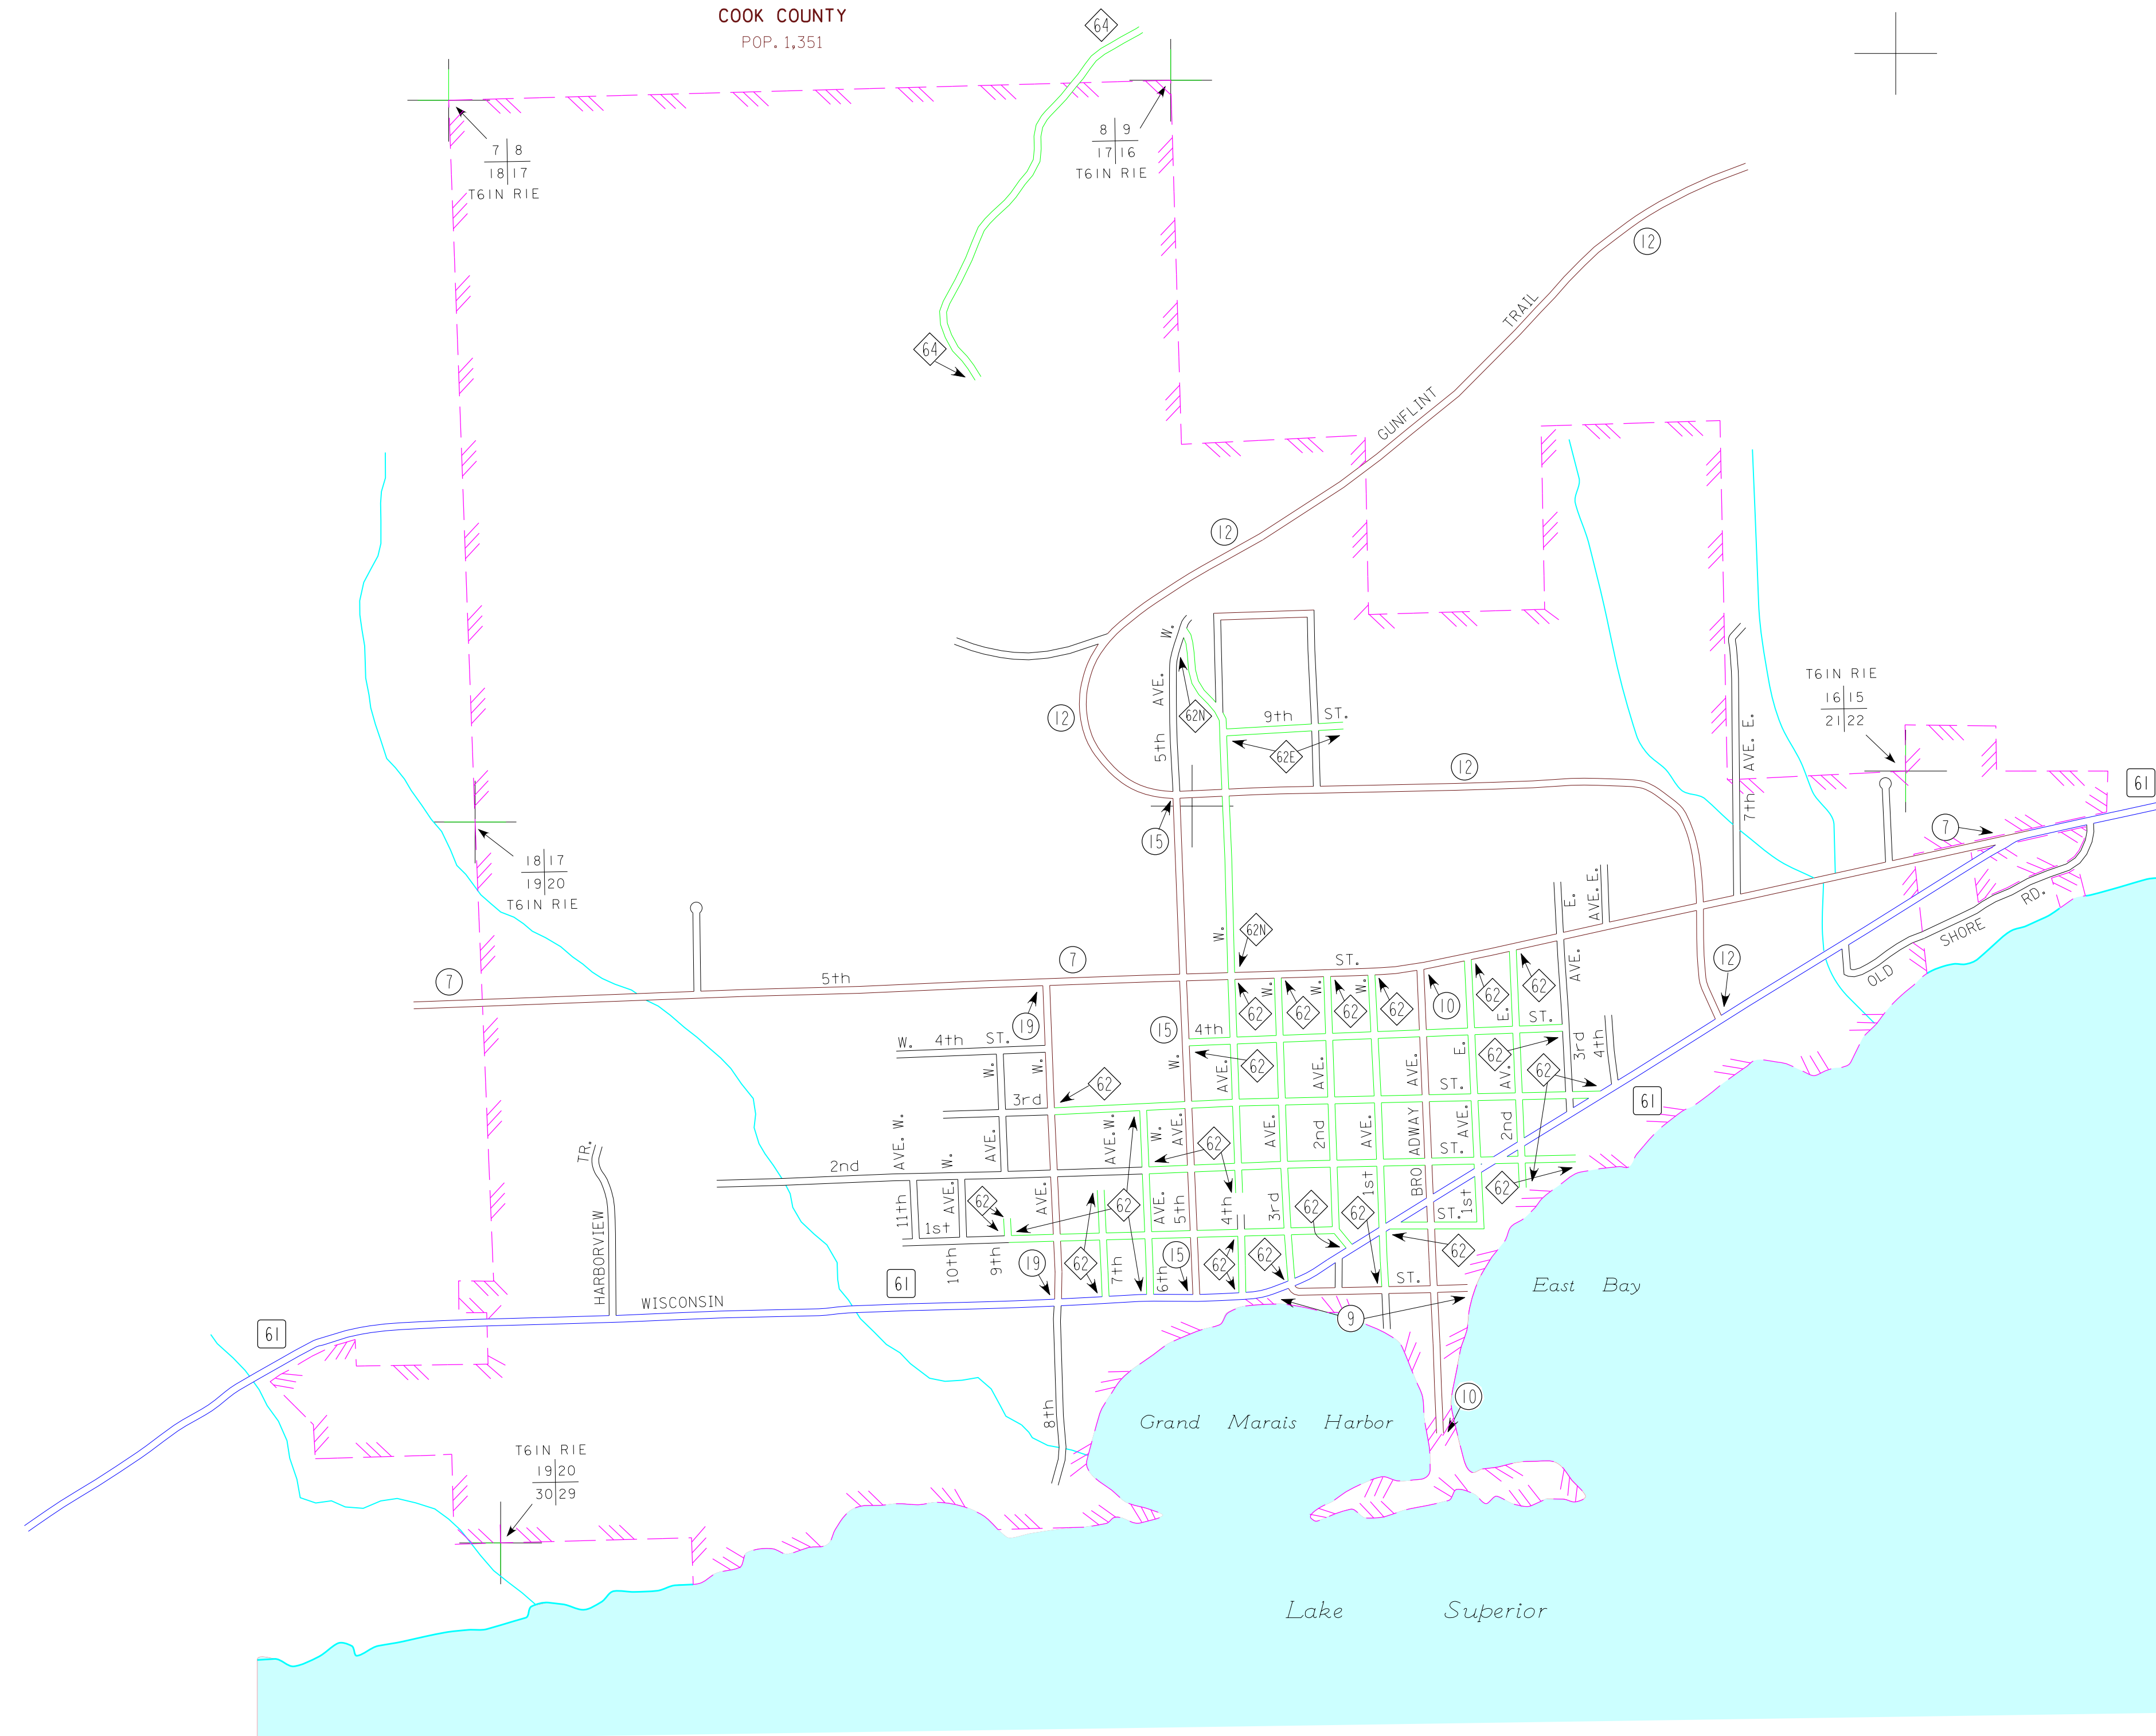 COOK COUNTY
POP. 1,351
64
7 8
18 17
T61N R1E
8 9
17 16
T61N R1E
12
64
GUNFLINT TRAIL
12
12
5th AVE. W.
62N
9th ST.
62E
12
15
7th AVE. E.
T61N R1E
16 15
21 22
61
7
18 17
19 20
T61N R1E
7
5th ST.
7
62N
12
OLD SHORE RD.
19
15
62
62
62
62
10
62
62
W. 4th ST.
4th ST.
62
62
62
3rd AVE. E.
4th AVE. E.
61
W. 3rd ST.
62
62
2nd ST.
62
62
62
62
62
62
1st ST.
62
62
62
62
62
HARBORVIEW TR.
11th AVE. W.
10th AVE. W.
9th AVE. W.
8th AVE. W.
7th AVE. W.
6th AVE. W.
5th AVE. W.
4th AVE. W.
3rd AVE. W.
2nd AVE. W.
1st AVE. W.
BROADWAY AVE.
1st AVE. E.
2nd AV. E.
19
15
61
WISCONSIN ST.
61
9
10
East Bay
Grand Marais Harbor
T61N R1E
19 20
30 29
Lake Superior